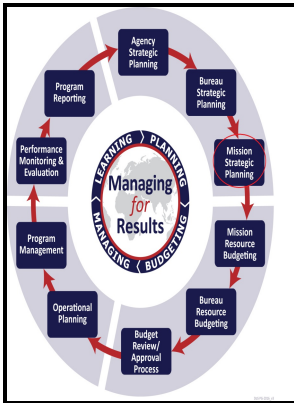 Agency
Strategic
Planning
Bureau
Strategic
Planning
Mission
Strategic
Planning
Mission
Resource
Budgeting
Bureau
Resource
Budgeting
Budget
Review/
Approval
Process
Operational
Planning
Program
Management
Performance
Monitoring &
Evaluation
Program
Reporting
LEARNING
PLANNING
BUDGETING
MANAGING
Managing
for
Results